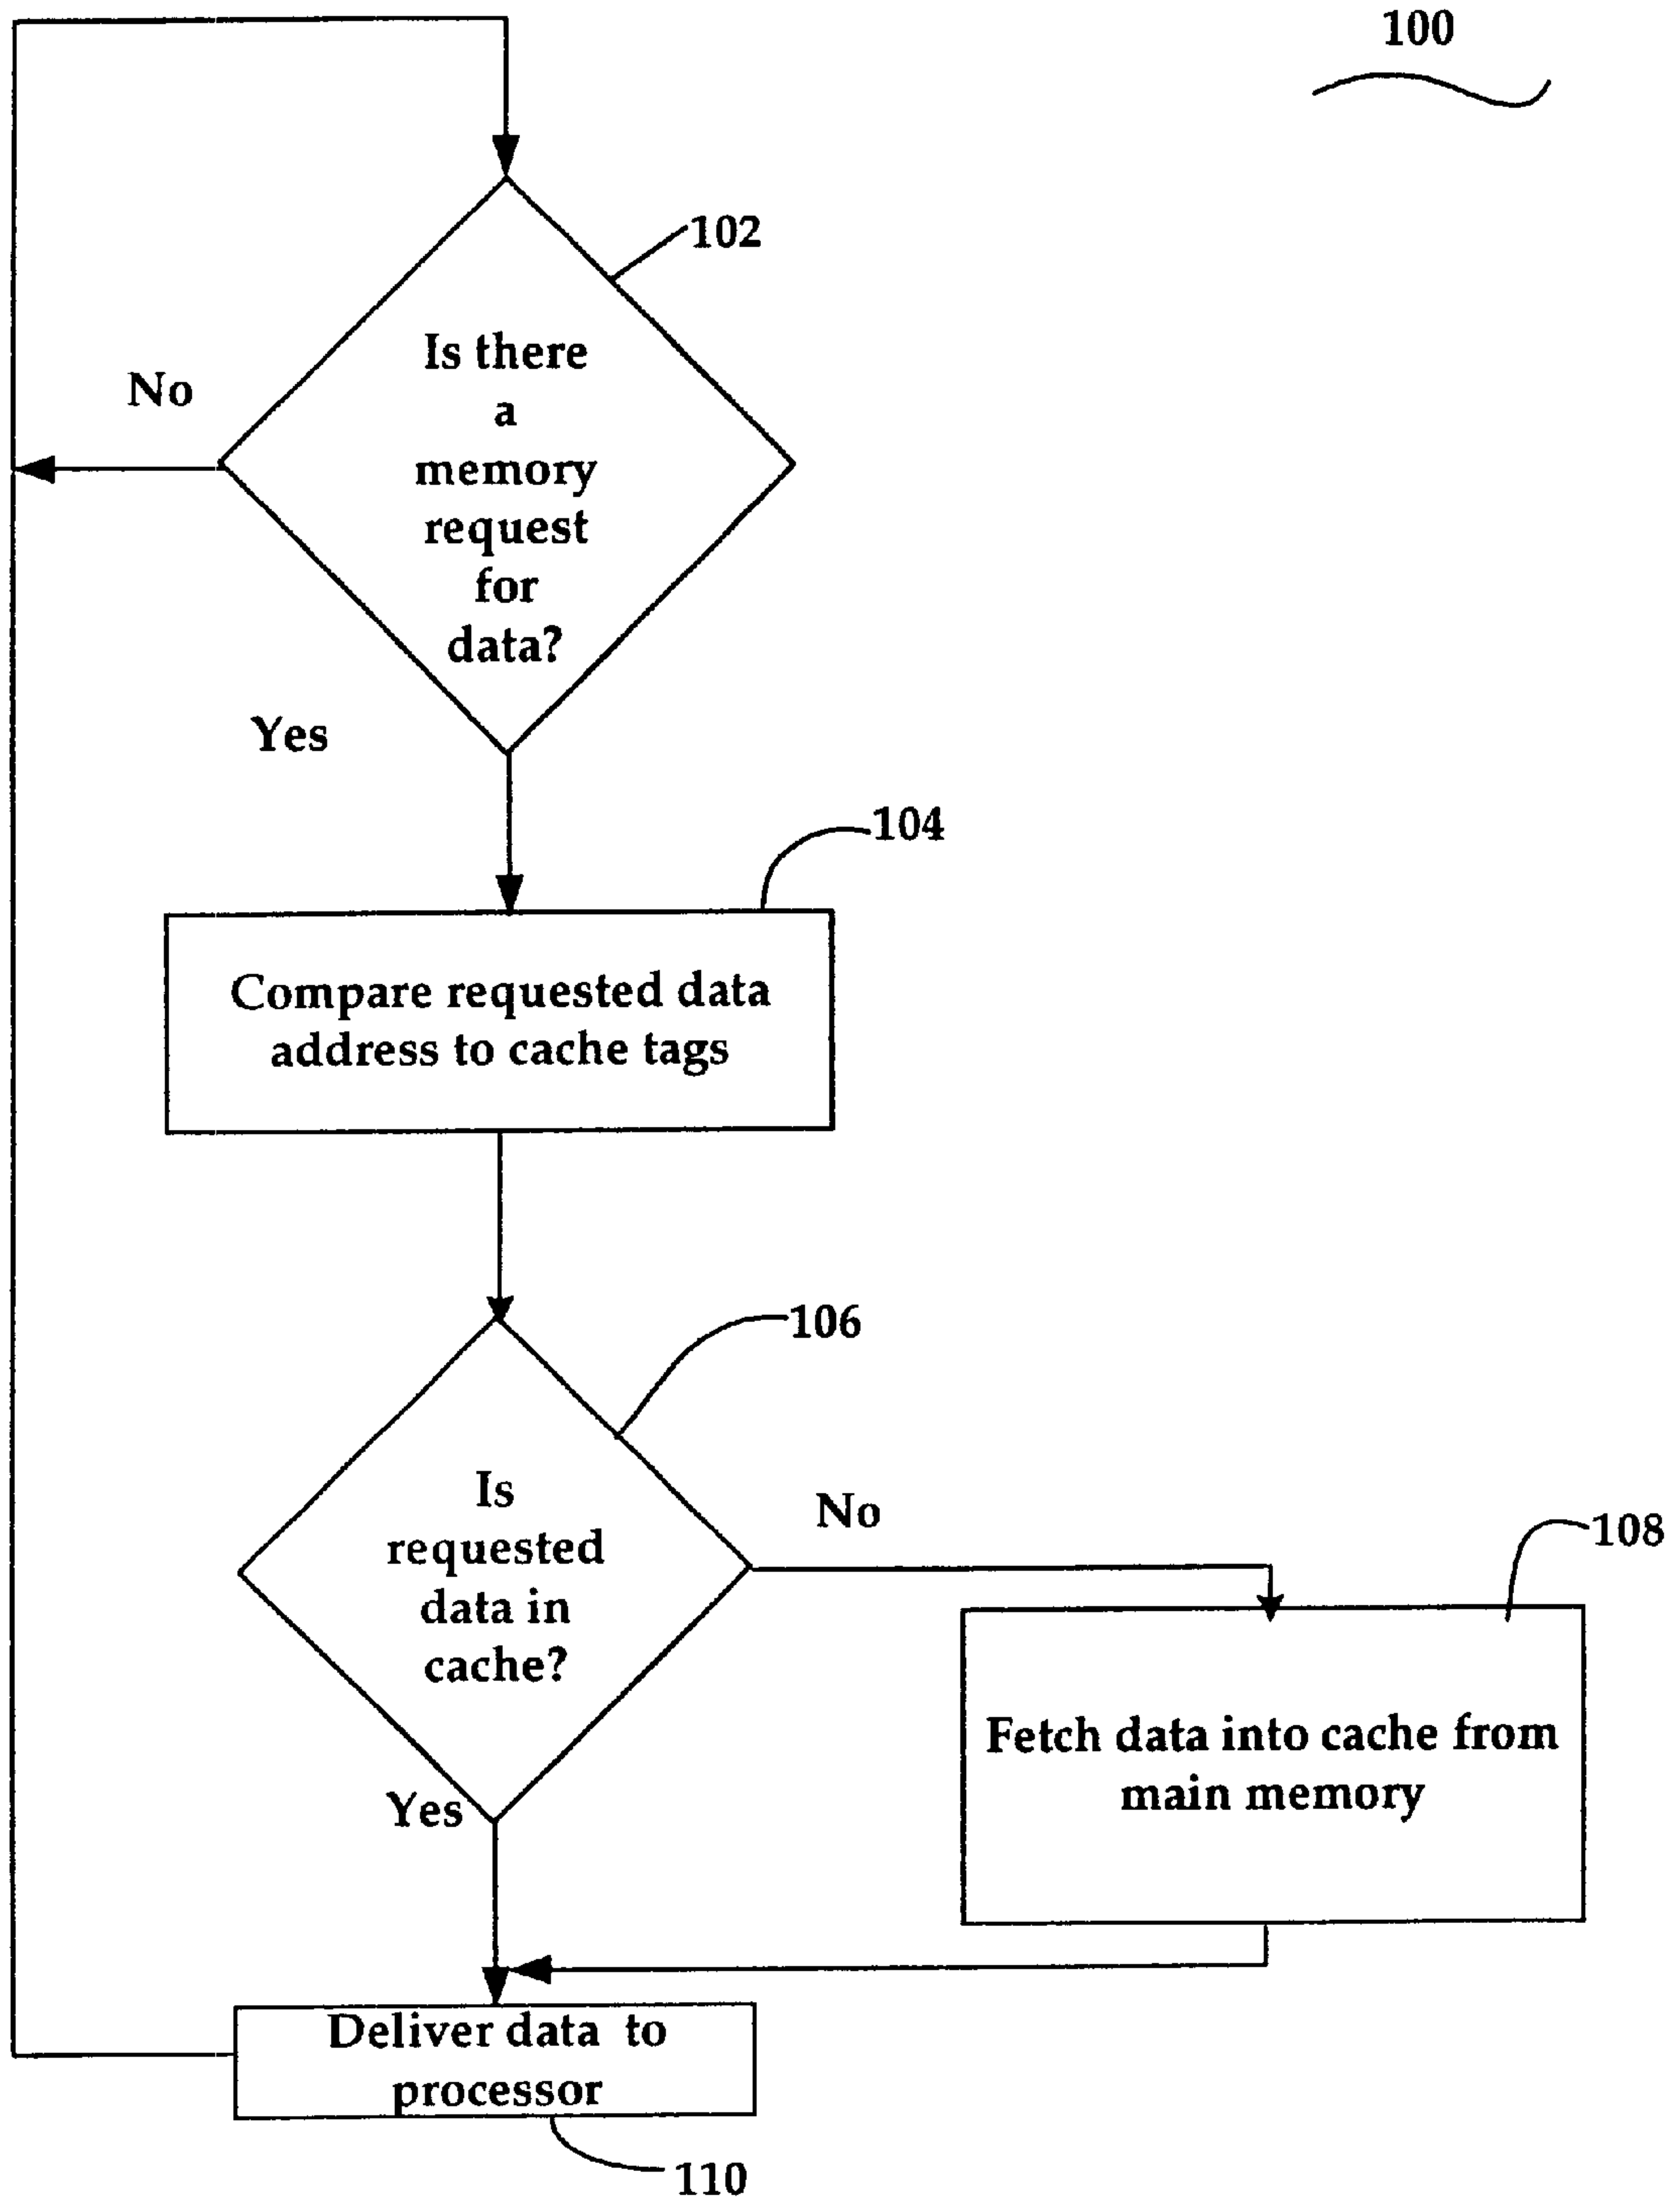 100
102
Is there
a
memory
request
for
data?
No
Yes
104
Compare requested data
address to cache tags
106
Is
requested
data in
cache?
No
108
Fetch data into cache from
main memory
Yes
Deliver data to
processor
110